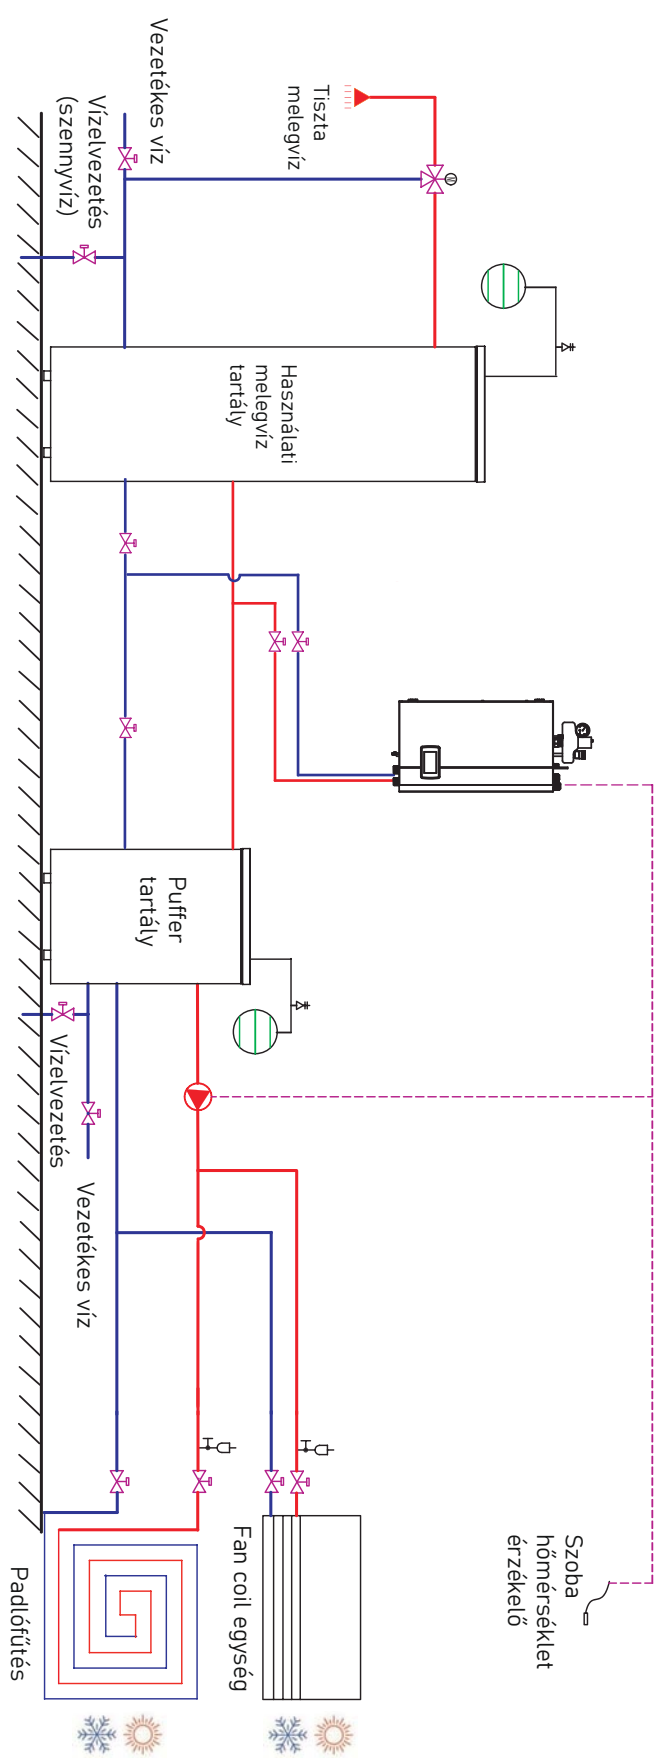 Vezetékes víz
Vízelvezetés
(szennyvíz)
Tiszta
melegvíz
Használati
melegvíz
tartály
Puffer
tartály
Vízelvezetés
Vezetékes víz
Fan coil egység
Padlófűtés
Szoba
hőmérséklet
érzékelő